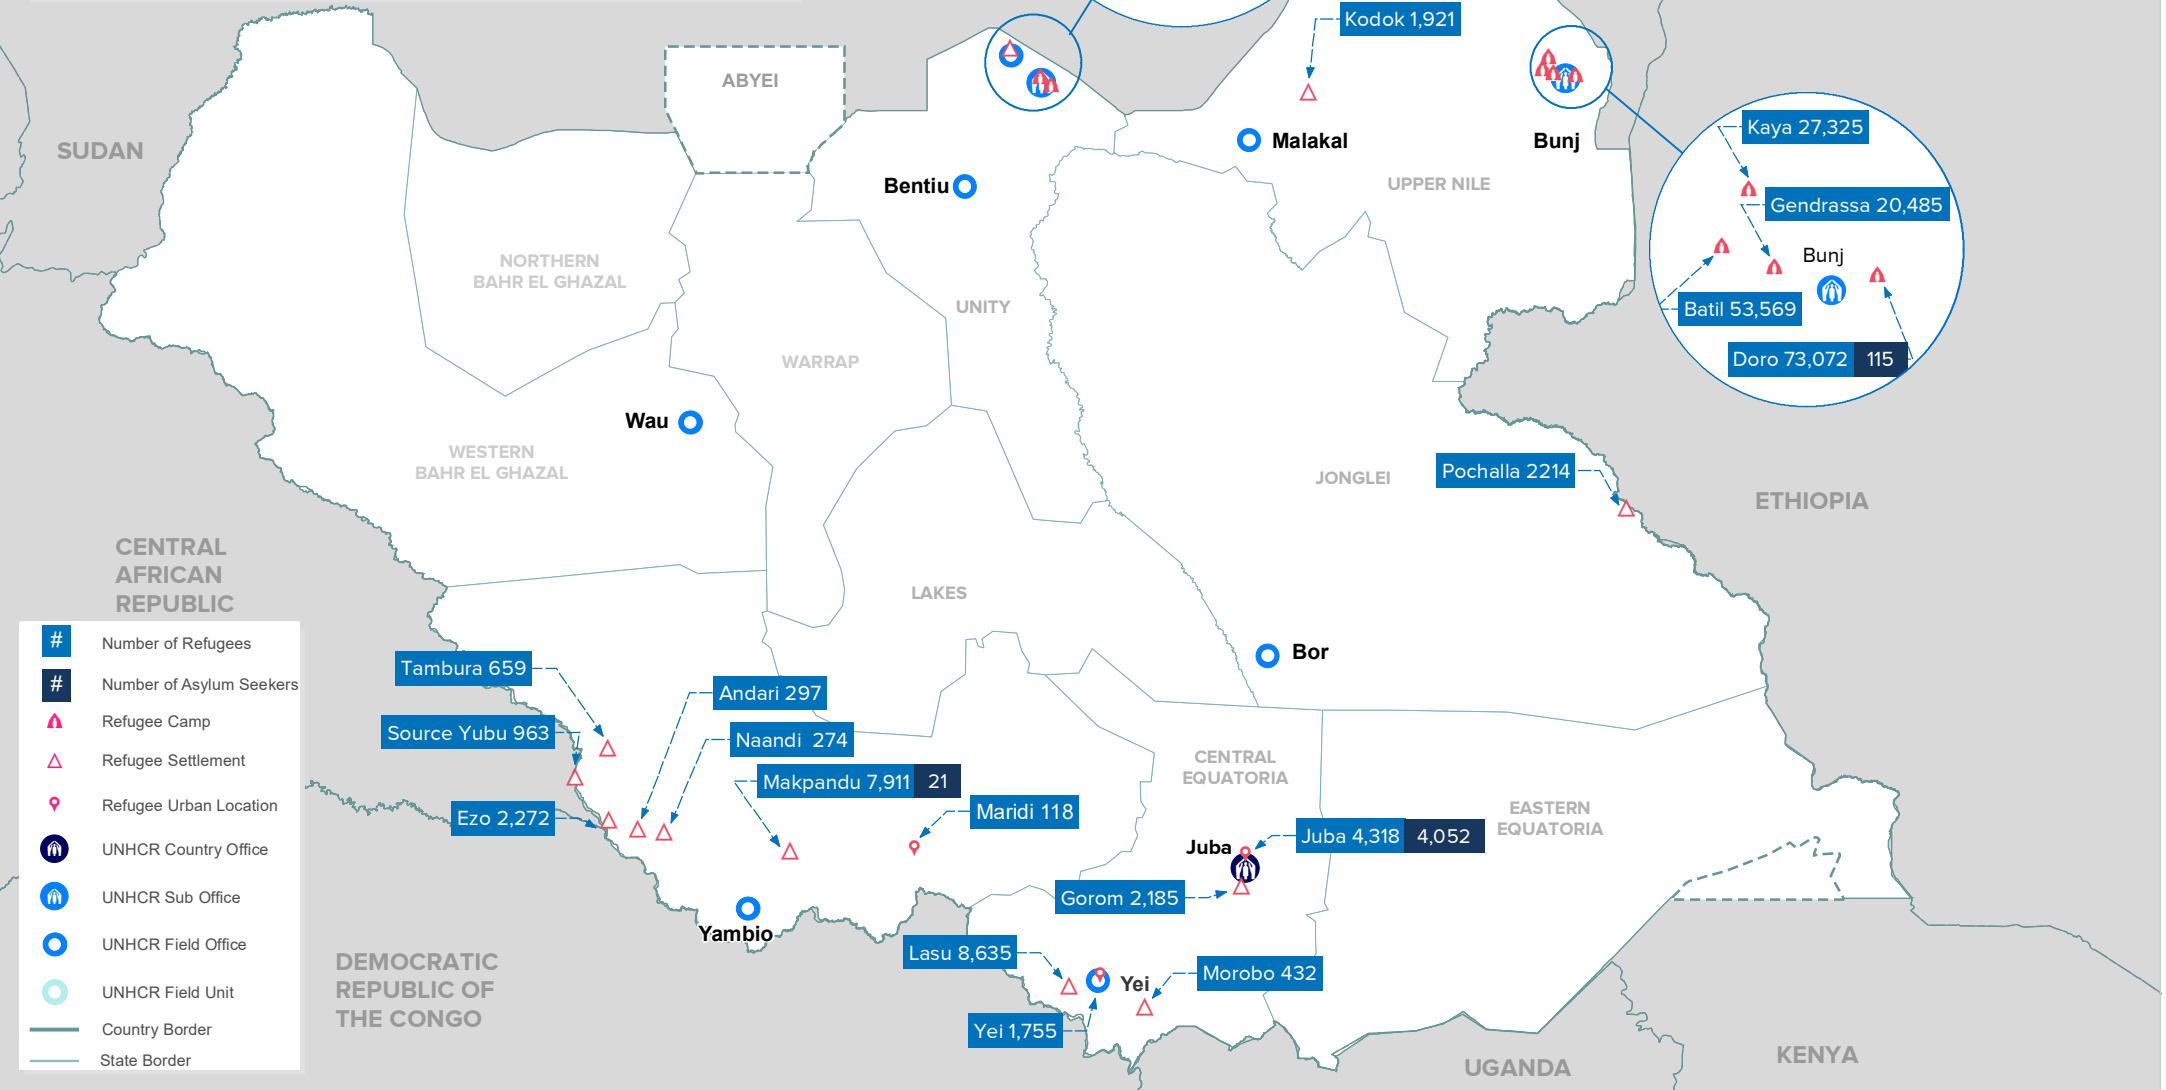 Kodok 1,921
ABYEI
SUDAN
Malakal
Bunj
Kaya 27,325
Bentiu
UPPER NILE
Gendrassa 20,485
Bunj
NORTHERN
BAHR EL GHAZAL
UNITY
Batil 53,569
WARRAP
Doro 73,072 115
Wau
WESTERN
BAHR EL GHAZAL
JONGLEI
Pochalla 2214
ETHIOPIA
CENTRAL
AFRICAN
REPUBLIC
LAKES
Bor
# Number of Refugees
# Number of Asylum Seekers
Refugee Camp
Refugee Settlement
Refugee Urban Location
UNHCR Country Office
UNHCR Sub Office
UNHCR Field Office
UNHCR Field Unit
Country Border
State Border
Tambura 659
Andari 297
Source Yubu 963
Naandi 274
Makpandu 7,911 21
Ezo 2,272
Maridi 118
CENTRAL
EQUATORIA
EASTERN
EQUATORIA
Juba 4,318 4,052
Juba
Gorom 2,185
Yambio
DEMOCRATIC
REPUBLIC OF
THE CONGO
Lasu 8,635
Yei
Morobo 432
Yei 1,755
UGANDA
KENYA